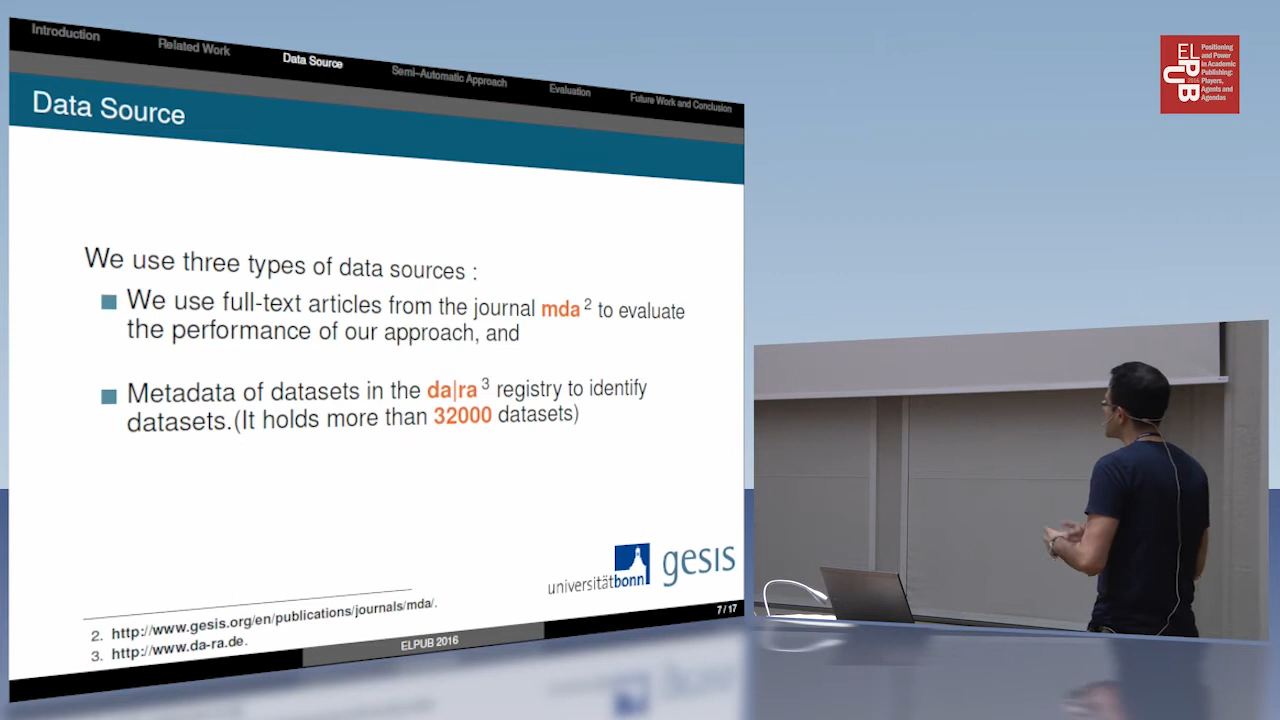 Introduction
Related Work
Data Source
Semi–Automatic Approach
Evaluation
Future Work and Conclusion
Data Source
We use three types of data sources :
We use full-text articles from the journal mda 2 to evaluate
the performance of our approach, and
Metadata of datasets in the da|ra 3 registry to identify
datasets.(It holds more than 32000 datasets)
universitätbonn
gesis
2. http://www.gesis.org/en/publications/journals/mda/.
3. http://www.da-ra.de.
ELPUB 2016
7 / 17
EL
PUB
2016
Positioning
and Power
in Academic
Publishing:
Players,
Agents and
Agendas